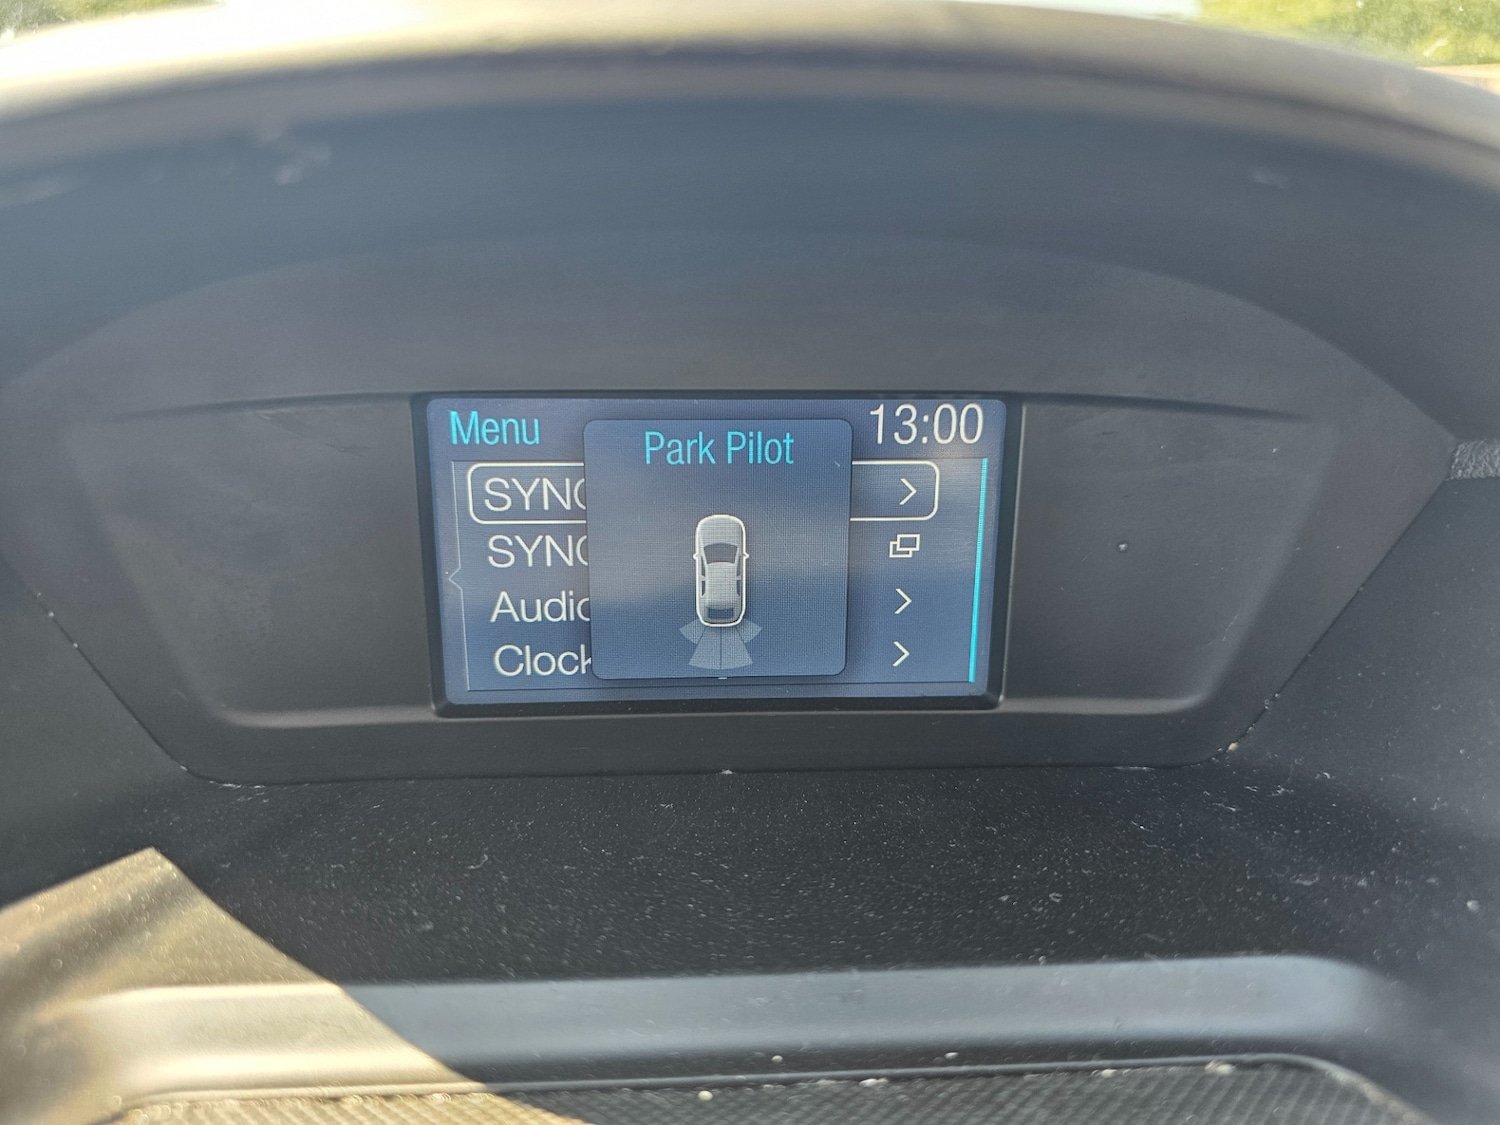 Menu
Park Pilot
13:00
SYNC
SYNC
Audio
Clock